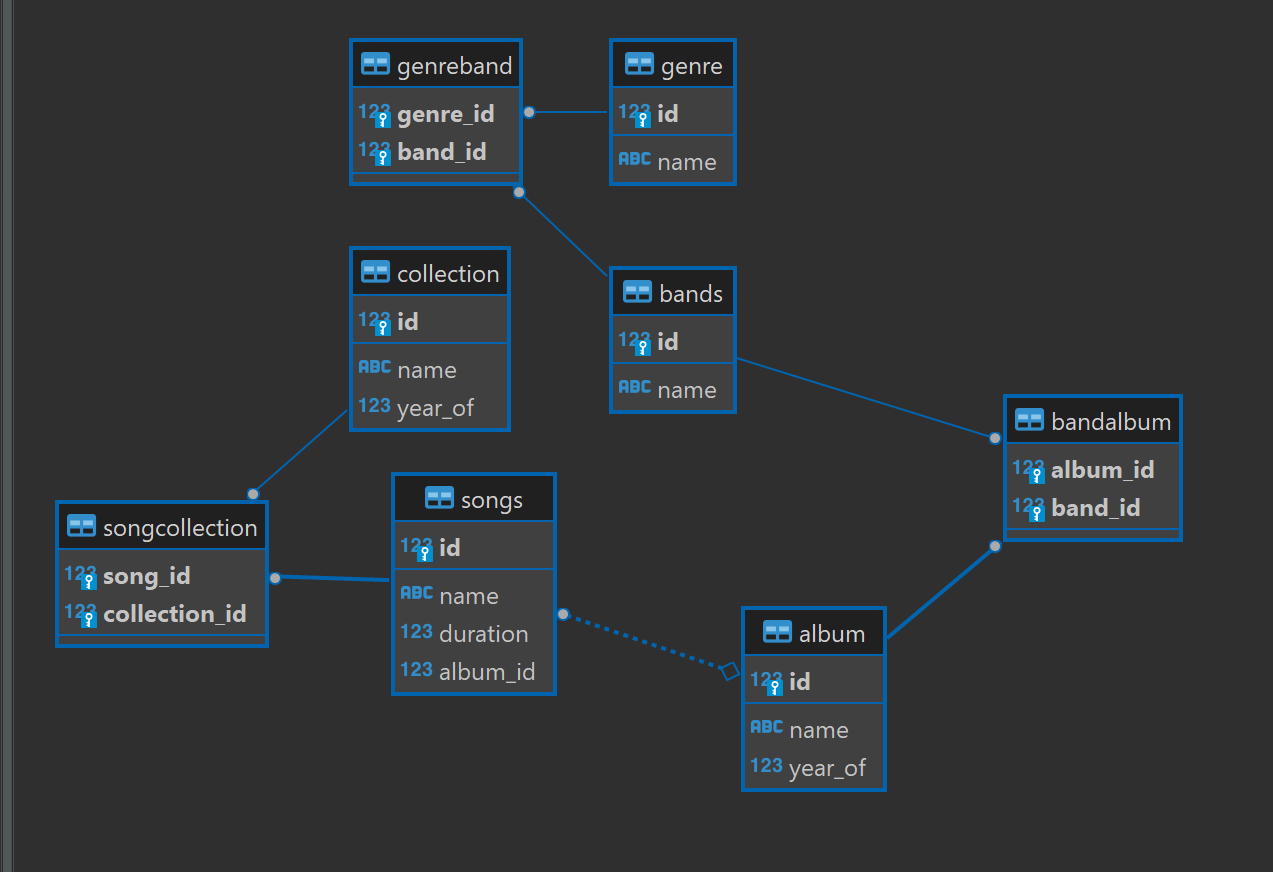 genreband
123 genre_id
123 band_id
genre
123 id
ABC name
collection
123 id
ABC name
123 year_of
bands
123 id
ABC name
bandalbum
123 album_id
123 band_id
songcollection
123 song_id
123 collection_id
songs
123 id
ABC name
123 duration
123 album_id
album
123 id
ABC name
123 year_of